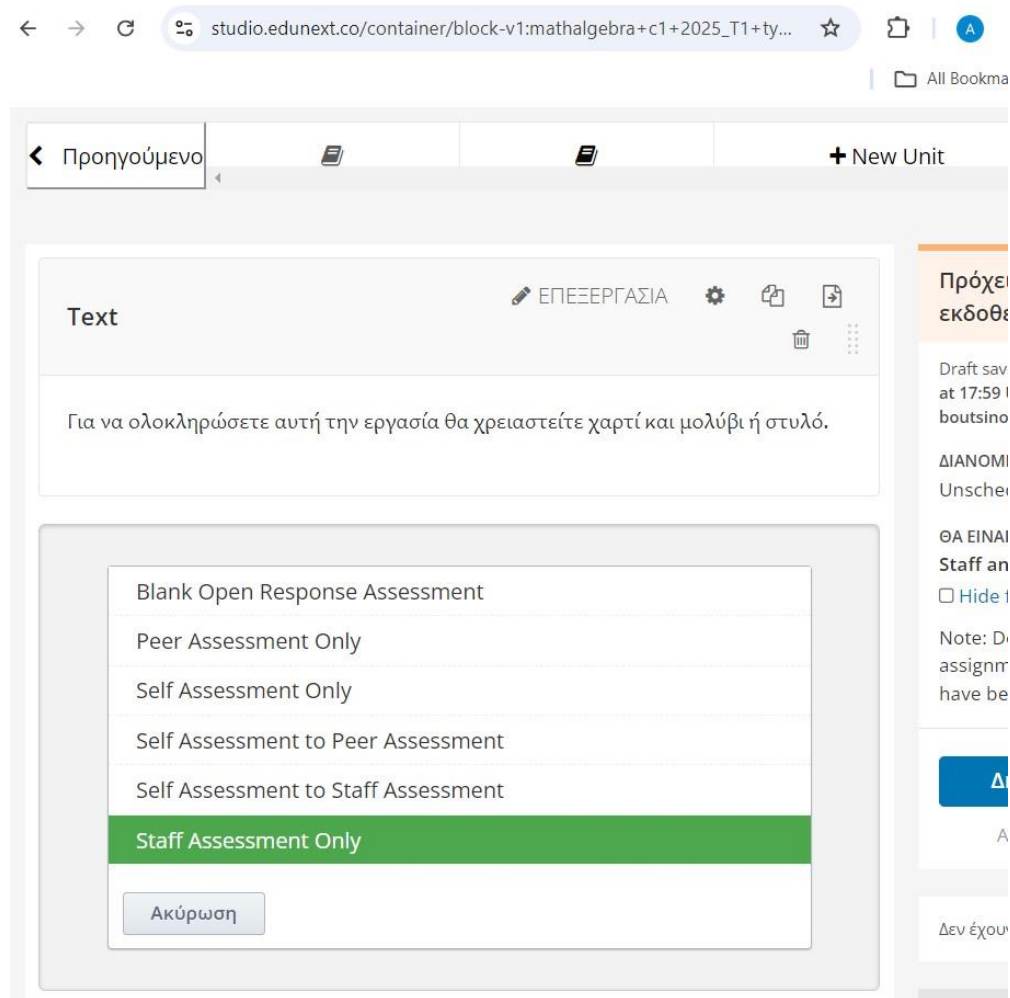 studio.edunext.co/container/block-v1:mathalgebra+c1+2025_T1+ty...
A
All Bookma
Προηγούμενο
+ New Unit
Text
ΕΠΕΞΕΡΓΑΣΙΑ
Για να ολοκληρώσετε αυτή την εργασία θα χρειαστείτε χαρτί και μολύβι ή στυλό.
Blank Open Response Assessment
Peer Assessment Only
Self Assessment Only
Self Assessment to Peer Assessment
Self Assessment to Staff Assessment
Staff Assessment Only
Ακύρωση
Πρόχε
εκδοθε
Draft sav
at 17:59
boutsino
ΔΙΑΝΟΜ
Unsche
ΘΑ ΕΙΝΑΙ
Staff an
Hide
Note: D
assignm
have be
Δ
A
Δεν έχου